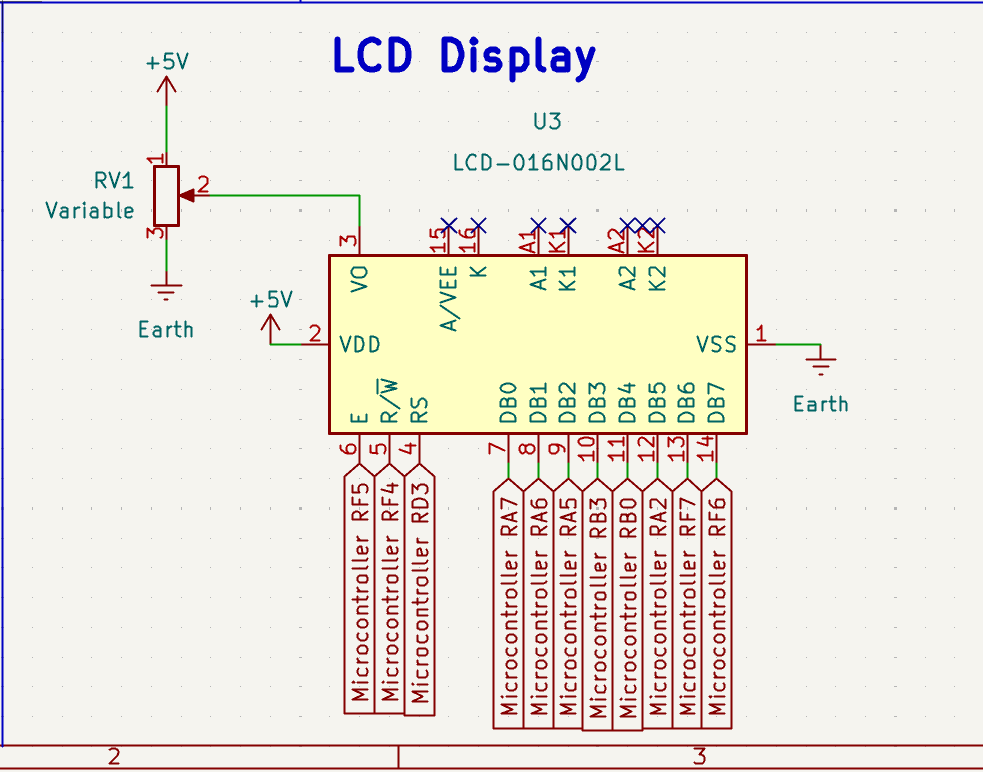 LCD Display
+5V
U3
LCD-016N002L
1
RV1
2
Variable
3
3
15
16
A1
K1
A2
K2
VO
A/VEE
K
A1
K1
A2
K2
+5V
Earth
2
VDD
VSS
1
Earth
E
R/W
RS
DB0
DB1
DB2
DB3
DB4
DB5
DB6
DB7
6
5
4
7
8
9
10
11
12
13
14
Microcontroller RF5
Microcontroller RF4
Microcontroller RD3
Microcontroller RA7
Microcontroller RA6
Microcontroller RA5
Microcontroller RB3
Microcontroller RB0
Microcontroller RA2
Microcontroller RF7
Microcontroller RF6
2
3